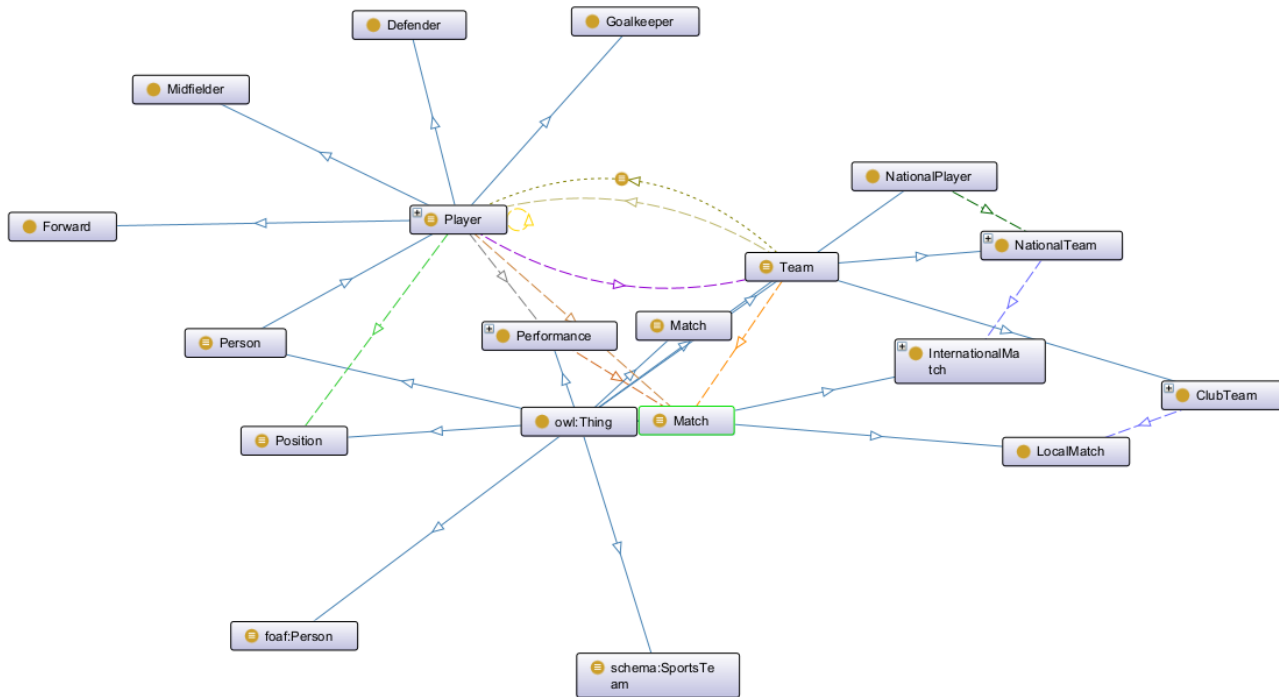 Goalkeeper
Defender
Midfielder
NationalPlayer
Player
Forward
NationalTeam
Team
Match
Performance
Person
InternationalMa
tch
ClubTeam
owl:Thing
Match
Position
LocalMatch
foaf:Person
schema:SportsTe
am